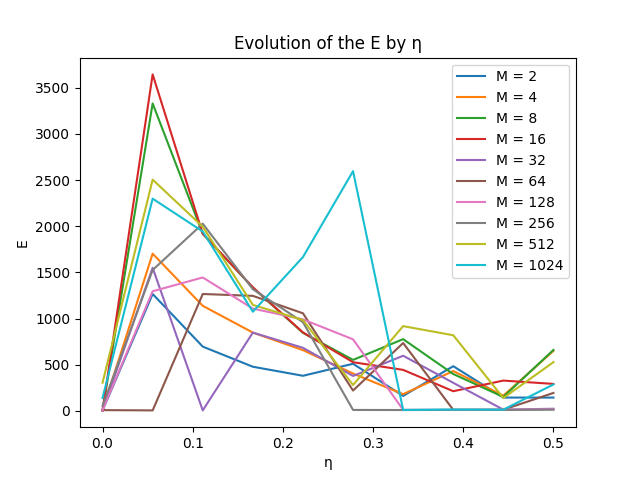 Evolution of the E by η
E
3500
3000
2500
2000
1500
1000
500
0
0.0 0.1 0.2 0.3 0.4 0.5
η
M = 2
M = 4
M = 8
M = 16
M = 32
M = 64
M = 128
M = 256
M = 512
M = 1024